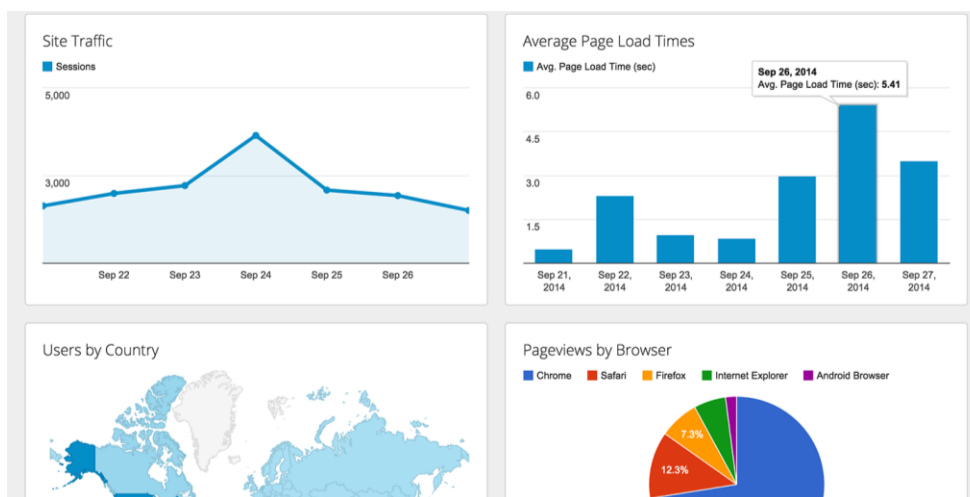 Site Traffic
Sessions
5,000
3,000
Sep 22 Sep 23 Sep 24 Sep 25 Sep 26
Average Page Load Times
Avg. Page Load Time (sec)
Sep 26, 2014
Avg. Page Load Time (sec): 5.41
6.0
4.5
3.0
1.5
Sep 21, Sep 22, Sep 23, Sep 24, Sep 25, Sep 26, Sep 27,
2014 2014 2014 2014 2014 2014 2014
Users by Country
Pageviews by Browser
Chrome Safari Firefox Internet Explorer Android Browser
7.3%
12.3%